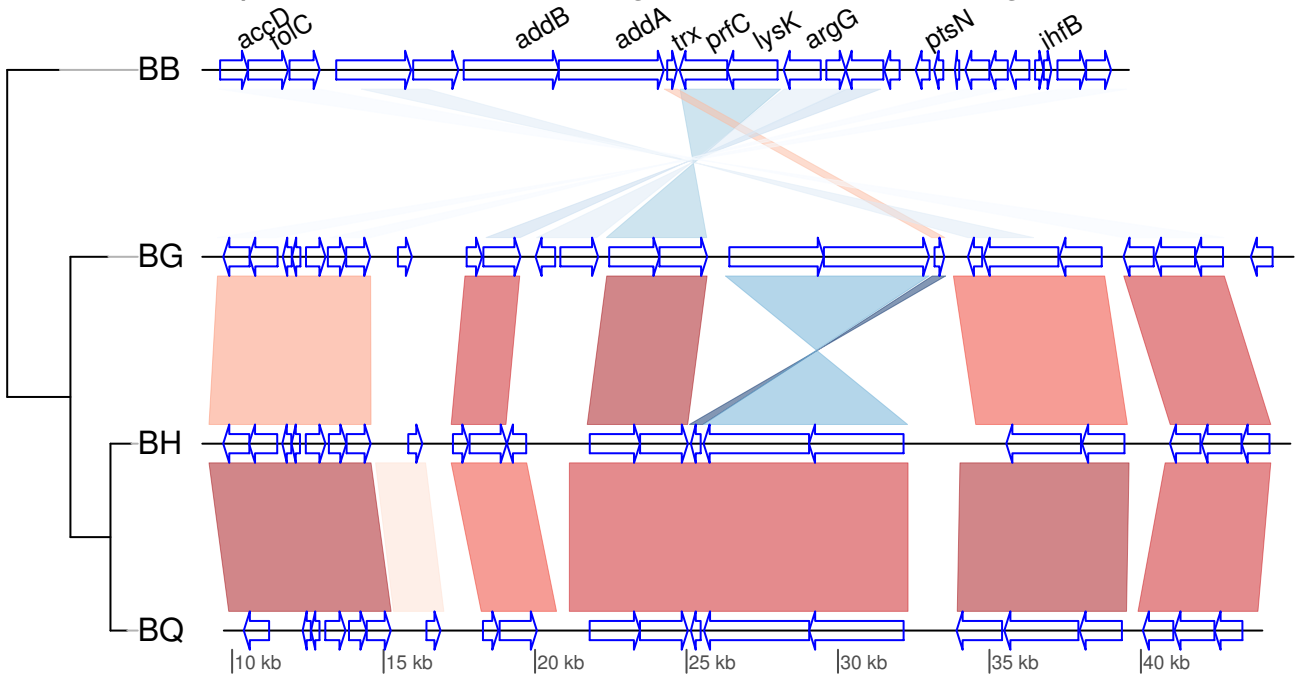 accD folC addB addA trx prfC lysK argG ptsN ihfB
BB
BG
BH
BQ
10 kb 15 kb 20 kb 25 kb 30 kb 35 kb 40 kb